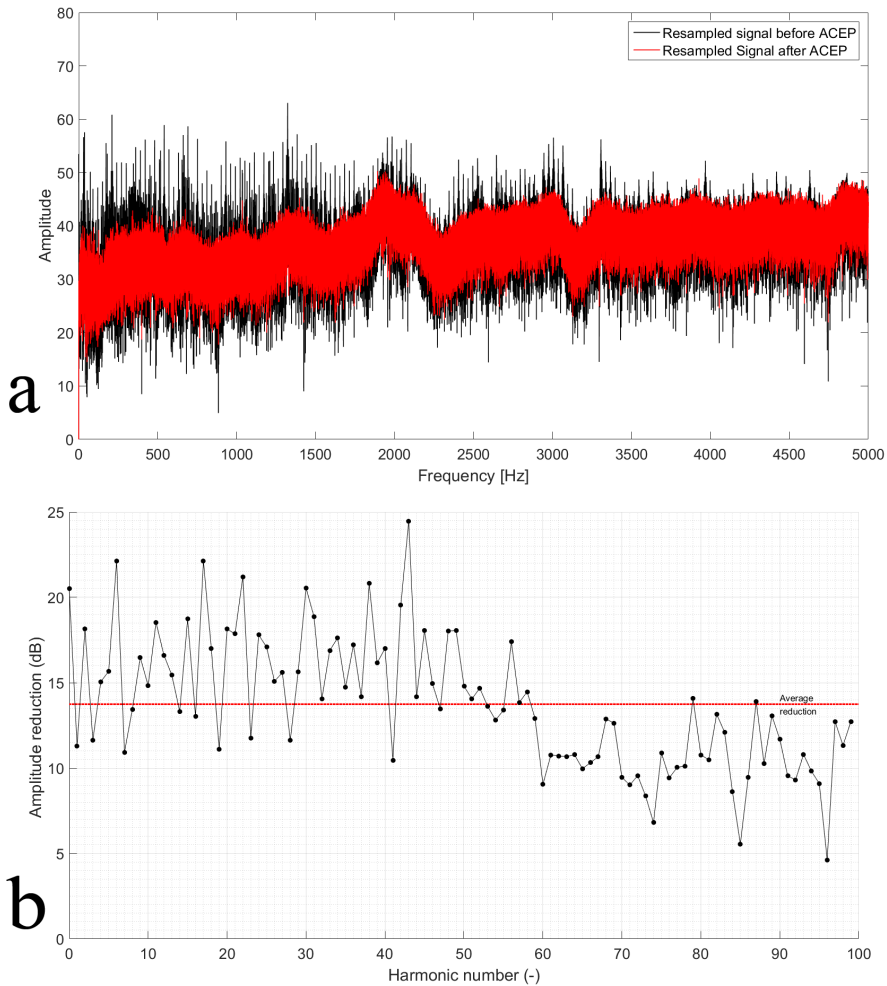 80
70
60
50
40
30
20
10
0
Amplitude
Resampled signal before ACEP
Resampled Signal after ACEP
a
0 500 1000 1500 2000 2500 3000 3500 4000 4500 5000
Frequency [Hz]
25
20
15
10
5
0
Amplitude reduction (dB)
Average
reduction
b
0 10 20 30 40 50 60 70 80 90 100
Harmonic number (-)